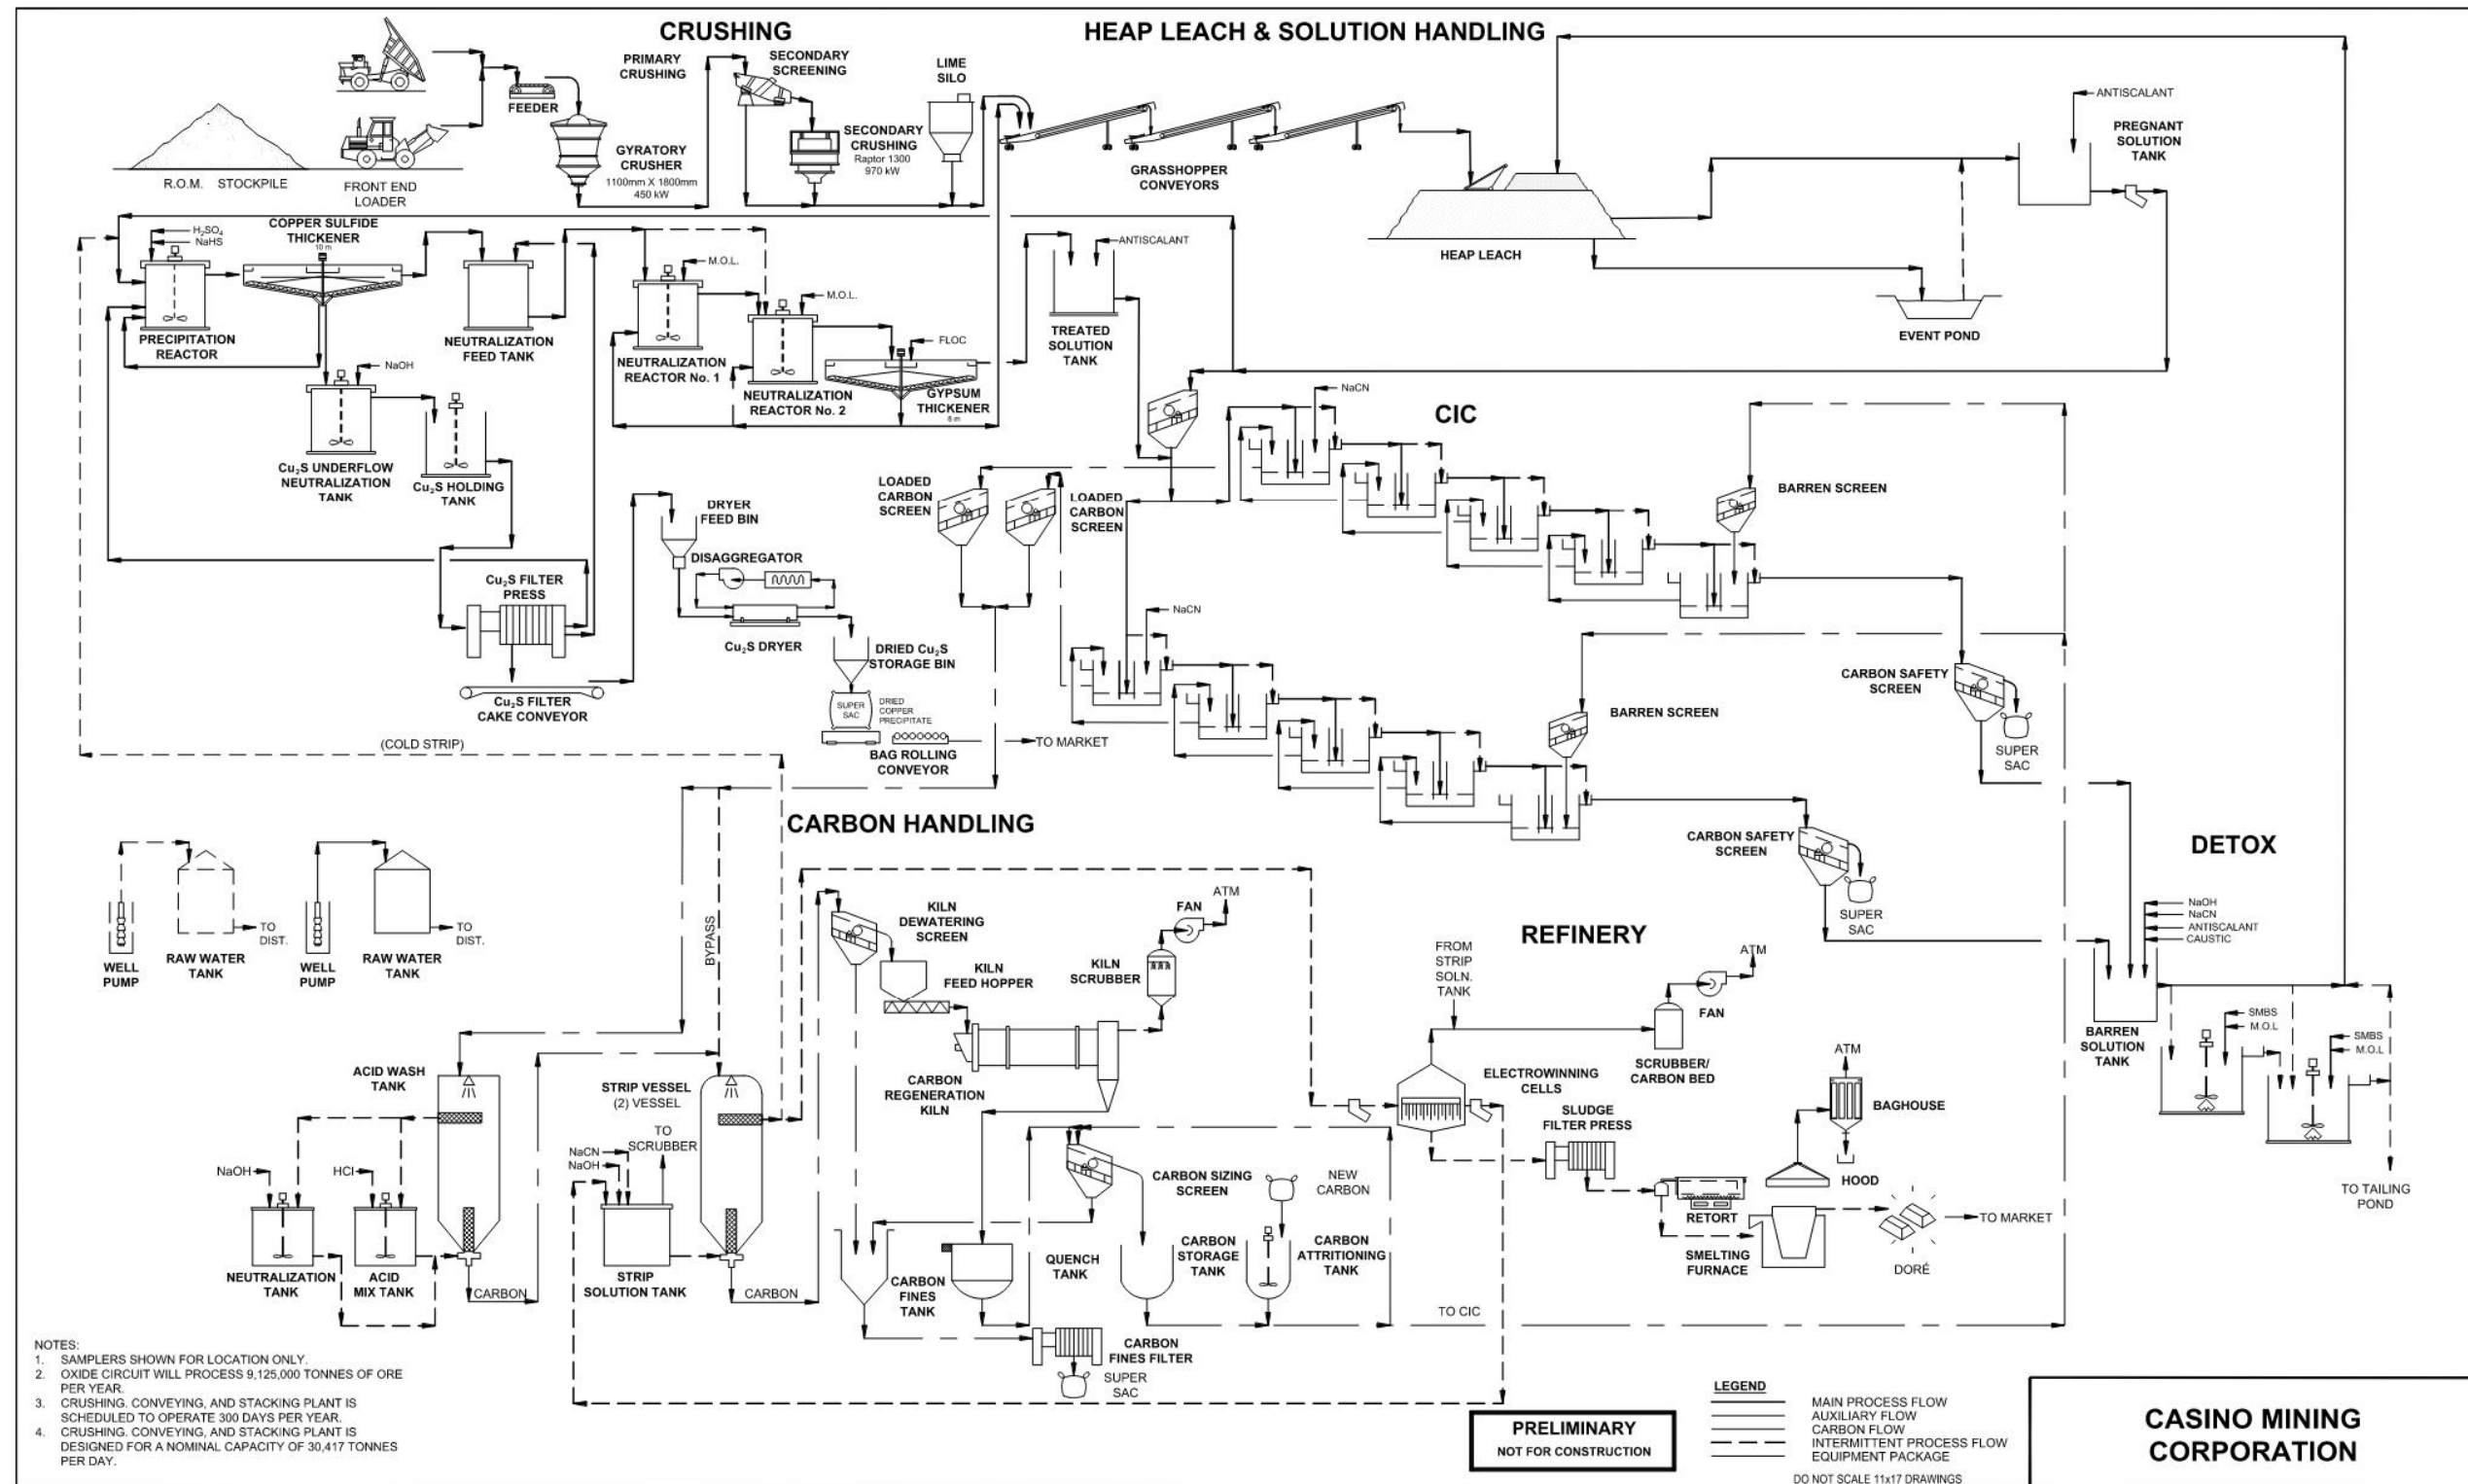 CRUSHING
HEAP LEACH & SOLUTION HANDLING
PRIMARY
CRUSHING
SECONDARY
SCREENING
LIME
SILO
FEEDER
GYRATORY
CRUSHER
1100mm X 1800mm
450 kW
SECONDARY
CRUSHING
Raptor 1300
970 kW
GRASSHOPPER
CONVEYORS
ANTISCALANT
PREGNANT
SOLUTION
TANK
R.O.M. STOCKPILE
FRONT END
LOADER
HEAP LEACH
EVENT POND
H₂SO₄
NaHS
COPPER SULFIDE
THICKENER
10 m
PRECIPITATION
REACTOR
NEUTRALIZATION
FEED TANK
M.O.L.
NEUTRALIZATION
REACTOR No. 1
M.O.L.
NEUTRALIZATION
REACTOR No. 2
FLOC
GYPSUM
THICKENER
8 m
ANTISCALANT
TREATED
SOLUTION
TANK
NaOH
Cu₂S UNDERFLOW
NEUTRALIZATION
TANK
Cu₂S HOLDING
TANK
NaCN
CIC
LOADED
CARBON
SCREEN
LOADED
CARBON
SCREEN
BARREN SCREEN
DRYER
FEED BIN
DISAGGREGATOR
Cu₂S FILTER
PRESS
Cu₂S DRYER
DRIED Cu₂S
STORAGE BIN
SUPER
SAC
DRIED
COPPER
PRECIPITATE
Cu₂S FILTER
CAKE CONVEYOR
BAG ROLLING
CONVEYOR
TO MARKET
NaCN
BARREN SCREEN
CARBON SAFETY
SCREEN
SUPER
SAC
(COLD STRIP)
CARBON HANDLING
CARBON SAFETY
SCREEN
SUPER
SAC
DETOX
WELL
PUMP
RAW WATER
TANK
TO
DIST.
WELL
PUMP
RAW WATER
TANK
TO
DIST.
BYPASS
KILN
DEWATERING
SCREEN
KILN
FEED HOPPER
FAN
ATM
KILN
SCRUBBER
CARBON
REGENERATION
KILN
REFINERY
FROM
STRIP
SOLN.
TANK
ATM
FAN
SCRUBBER/
CARBON BED
ELECTROWINNING
CELLS
NaOH
NaCN
ANTISCALANT
CAUSTIC
BARREN
SOLUTION
TANK
SMBS
M.O.L
SMBS
M.O.L
TO TAILING
POND
ACID WASH
TANK
STRIP VESSEL
(2) VESSEL
TO
SCRUBBER
NaCN
NaOH
NaOH
HCl
NEUTRALIZATION
TANK
ACID
MIX TANK
CARBON
STRIP
SOLUTION TANK
CARBON
CARBON
FINES
TANK
QUENCH
TANK
CARBON SIZING
SCREEN
NEW
CARBON
CARBON
STORAGE
TANK
CARBON
ATTRITIONING
TANK
CARBON
FINES FILTER
SUPER
SAC
TO CIC
SLUDGE
FILTER PRESS
RETORT
SMELTING
FURNACE
ATM
BAGHOUSE
HOOD
TO MARKET
DORÉ
NOTES:
1. SAMPLERS SHOWN FOR LOCATION ONLY.
2. OXIDE CIRCUIT WILL PROCESS 9,125,000 TONNES OF ORE
PER YEAR.
3. CRUSHING. CONVEYING, AND STACKING PLANT IS
SCHEDULED TO OPERATE 300 DAYS PER YEAR.
4. CRUSHING. CONVEYING, AND STACKING PLANT IS
DESIGNED FOR A NOMINAL CAPACITY OF 30,417 TONNES
PER DAY.
PRELIMINARY
NOT FOR CONSTRUCTION
LEGEND
MAIN PROCESS FLOW
AUXILIARY FLOW
CARBON FLOW
INTERMITTENT PROCESS FLOW
EQUIPMENT PACKAGE
DO NOT SCALE 11x17 DRAWINGS
CASINO MINING
CORPORATION